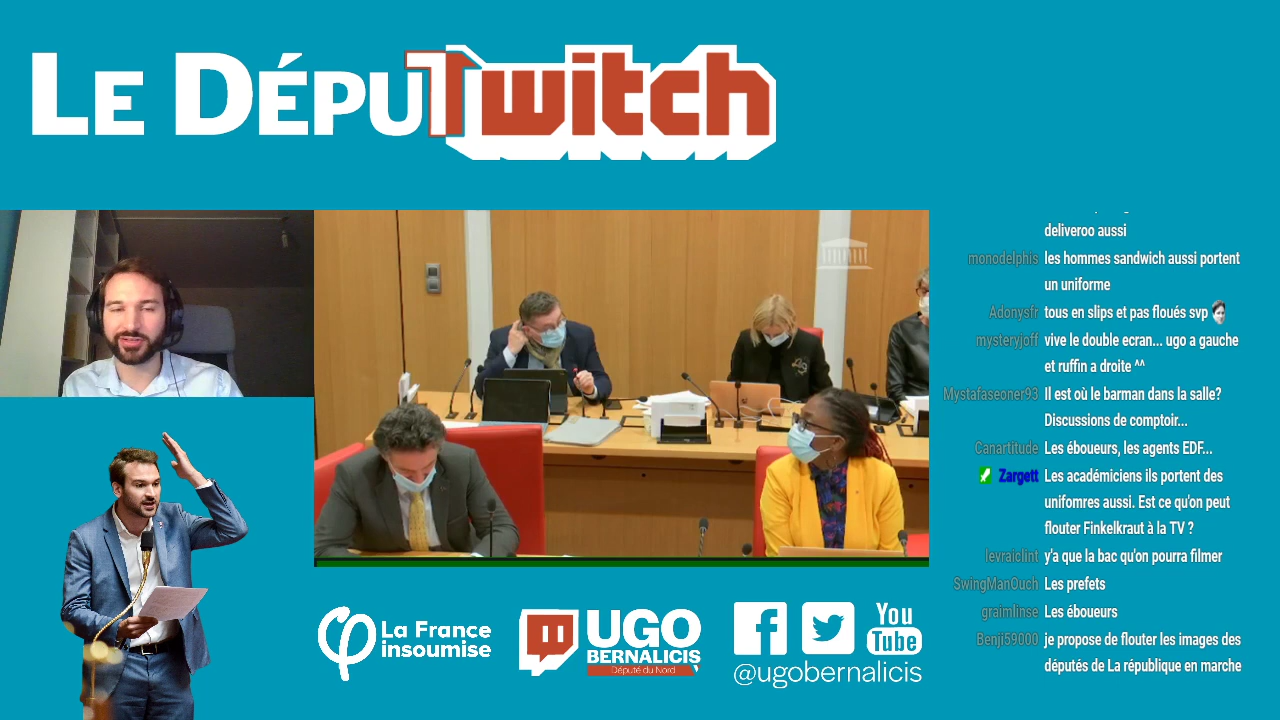 LE DÉPUTwitch
deliveroo aussi
monodelphis les hommes sandwich aussi portent
un uniforme
Adonysfr tous en slips et pas floués svp
mysteryjoff vive le double ecran... ugo a gauche
et ruffin a droite ^^
Mystafaseoner93 Il est où le barman dans la salle?
Discussions de comptoir...
Canartitude Les éboueurs, les agents EDF...
Zargett Les académiciens ils portent des
unifomres aussi. Est ce qu'on peut
flouter Finkelkraut à la TV ?
levraiclint y'a que la bac qu'on pourra filmer
SwingManOuch Les prefets
graimlinse Les éboueurs
Benji59000 je propose de flouter les images des
députés de La république en marche
La France
insoumise
UGO
BERNALICIS
Député du Nord
You
Tube
@ugobernalicis